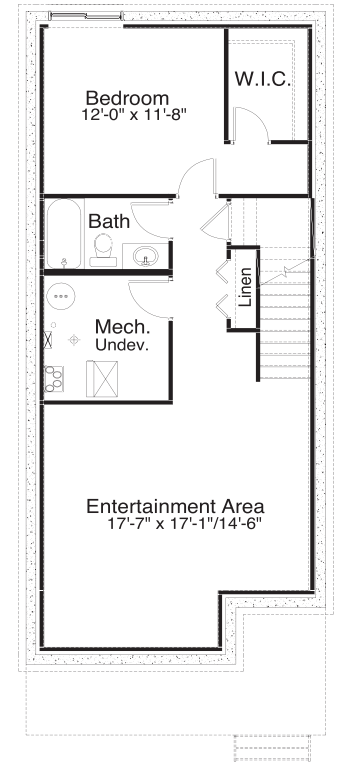 W.I.C.
Bedroom
12'-0" x 11'-8"
Bath
Linen
Mech.
Undev.
Entertainment Area
17'-7" x 17'-1"/14'-6"